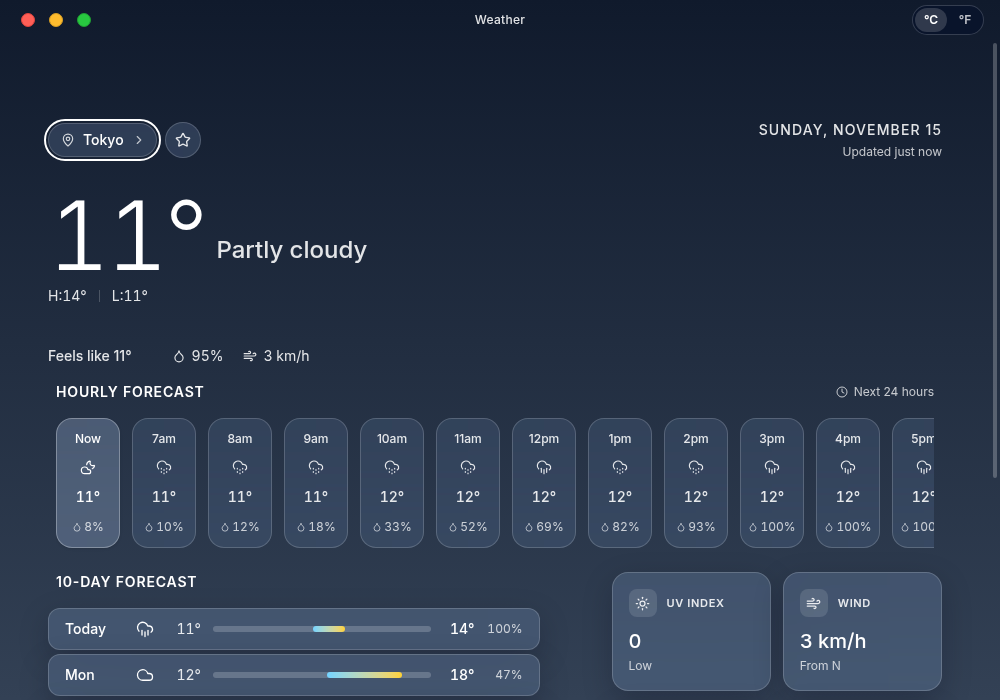 Weather
°C °F
Tokyo
SUNDAY, NOVEMBER 15
Updated just now
11°
Partly cloudy
H:14° L:11°
Feels like 11° 95% 3 km/h
HOURLY FORECAST
Next 24 hours
Now 7am 8am 9am 10am 11am 12pm 1pm 2pm 3pm 4pm 5pm
11° 11° 11° 11° 12° 12° 12° 12° 12° 12° 12° 12°
8% 10% 12% 18% 33% 52% 69% 82% 93% 100% 100% 100
10-DAY FORECAST
Today 11° 14° 100%
Mon 12° 18° 47%
UV INDEX
0
Low
WIND
3 km/h
From N